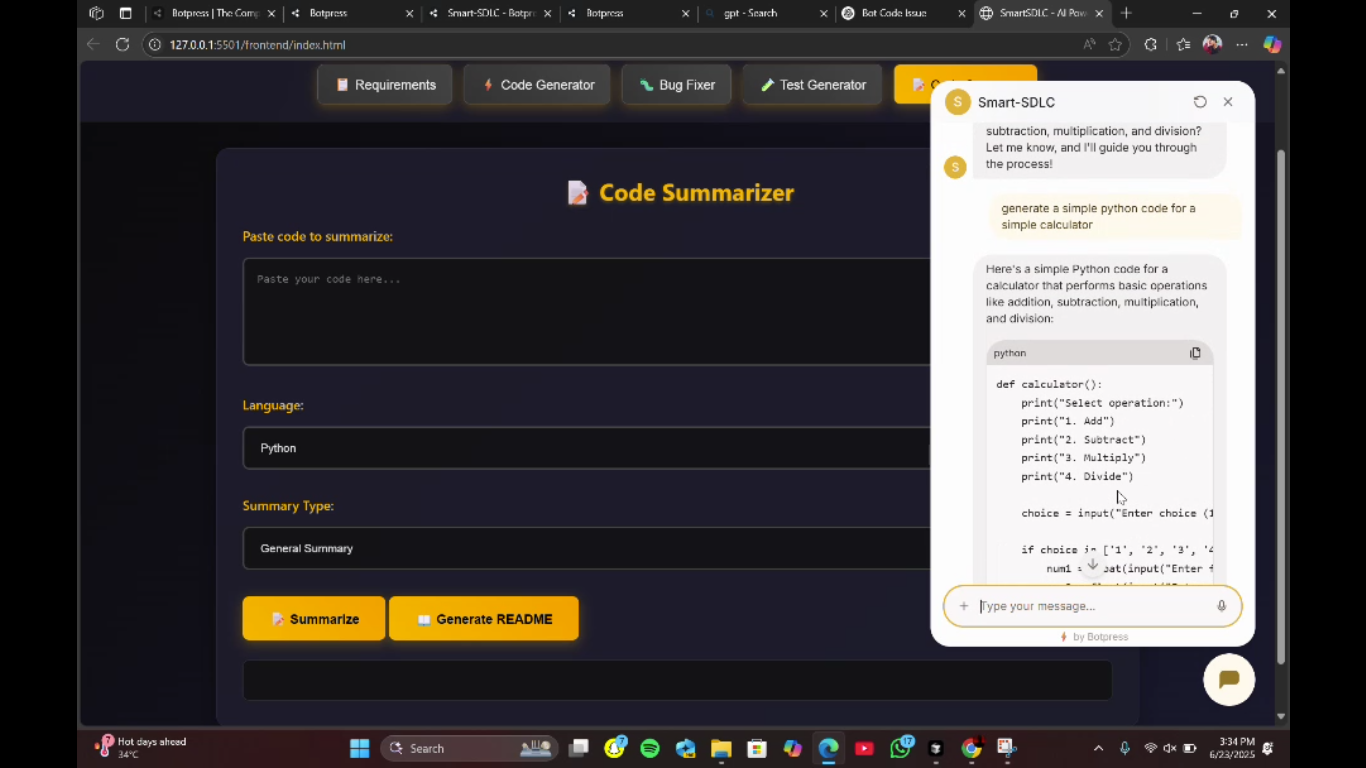 Botpress | The Comp
Botpress
Smart-SDLC - Botpr
Botpress
gpt - Search
Bot Code Issue
SmartSDLC - AI Pow
127.0.0.1:5501/frontend/index.html
Requirements
Code Generator
Bug Fixer
Test Generator
Code Summarizer
Paste code to summarize:
Paste your code here...
Language:
Python
Summary Type:
General Summary
Summarize
Generate README
S
Smart-SDLC
subtraction, multiplication, and division?
Let me know, and I'll guide you through
the process!
S
generate a simple python code for a
simple calculator
Here's a simple Python code for a
calculator that performs basic operations
like addition, subtraction, multiplication,
and division:
python
def calculator():
print("Select operation:")
print("1. Add")
print("2. Subtract")
print("3. Multiply")
print("4. Divide")
choice = input("Enter choice (1
if choice in ['1', '2', '3', '4
num1 = float(input("Enter f
Type your message...
by Botpress
7
Hot days ahead
34°C
Search
7
17
3:34 PM
6/23/2025